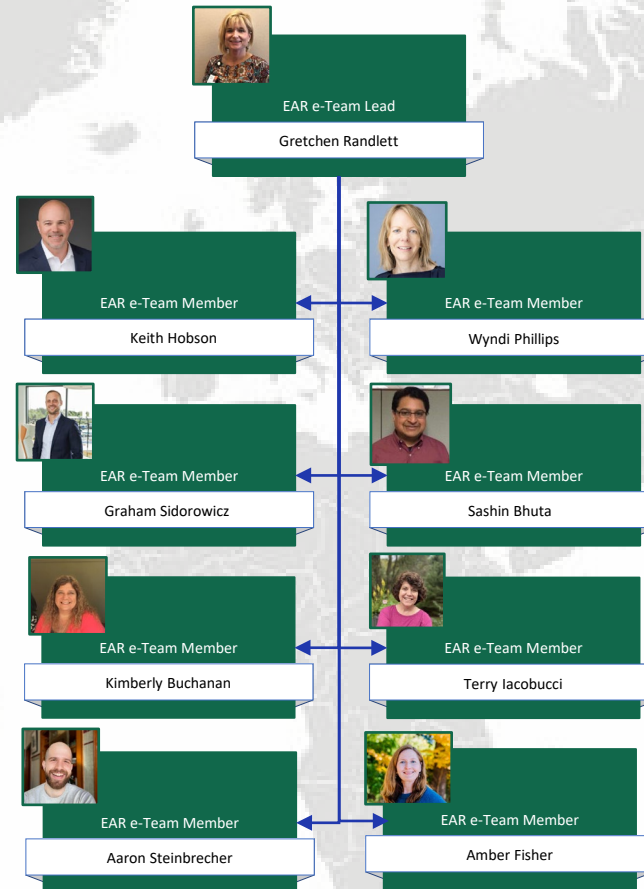 EAR e-Team Lead
Gretchen Randlett
EAR e-Team Member
Keith Hobson
EAR e-Team Member
Wyndi Phillips
EAR e-Team Member
Graham Sidorowicz
EAR e-Team Member
Sashin Bhuta
EAR e-Team Member
Kimberly Buchanan
EAR e-Team Member
Terry Iacobucci
EAR e-Team Member
Aaron Steinbrecher
EAR e-Team Member
Amber Fisher